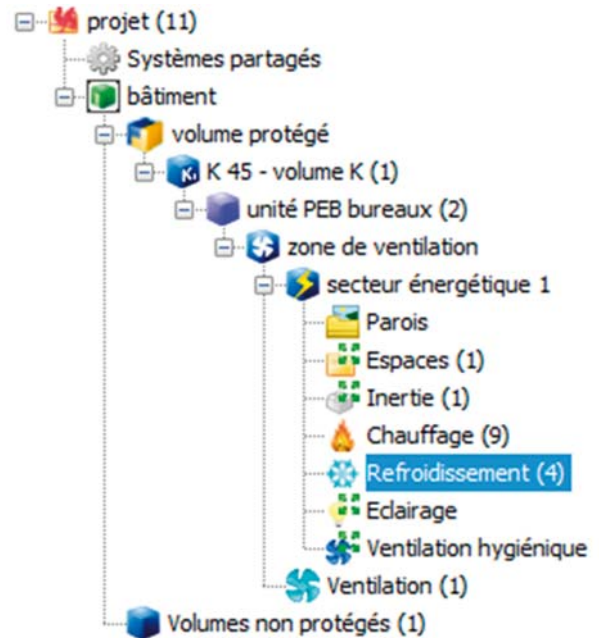 projet (11)
Systèmes partagés
bâtiment
volume protégé
K 45 - volume K (1)
unité PEB bureaux (2)
zone de ventilation
secteur énergétique 1
Parois
Espaces (1)
Inertie (1)
Chauffage (9)
Refroidissement (4)
Eclairage
Ventilation hygiénique
Ventilation (1)
Volumes non protégés (1)